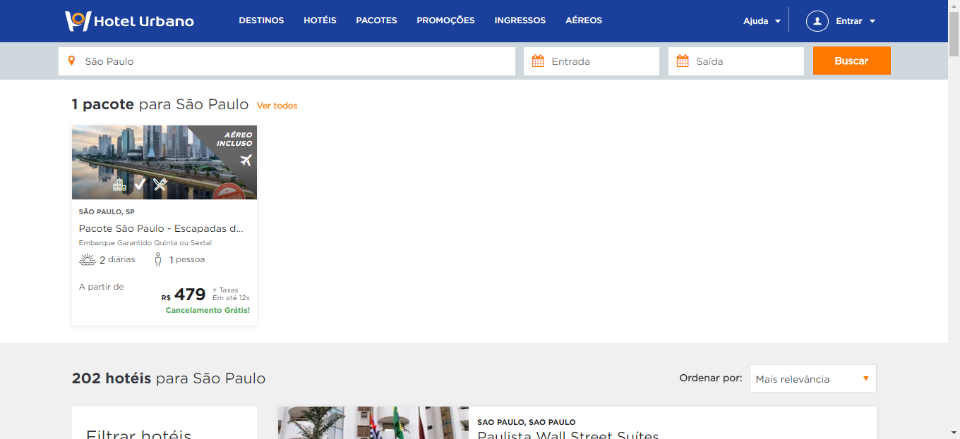 Hotel Urbano
DESTINOS HOTÉIS PACOTES PROMOÇÕES INGRESSOS AÉREOS
Ajuda Entrar
São Paulo Entrada Saída Buscar
1 pacote para São Paulo Ver todos
AÉREO
INCLUSO
SÃO PAULO, SP
Pacote São Paulo - Escapadas d...
Embarque Garantido Quinta ou Sexta!
2 diárias 1 pessoa
A partir de
R$ 479 + Taxas
Em até 12x
Cancelamento Grátis!
202 hotéis para São Paulo
Ordenar por: Mais relevância
Filtrar hotéis
SAO PAULO, SAO PAULO
Paulista Wall Street Suítes